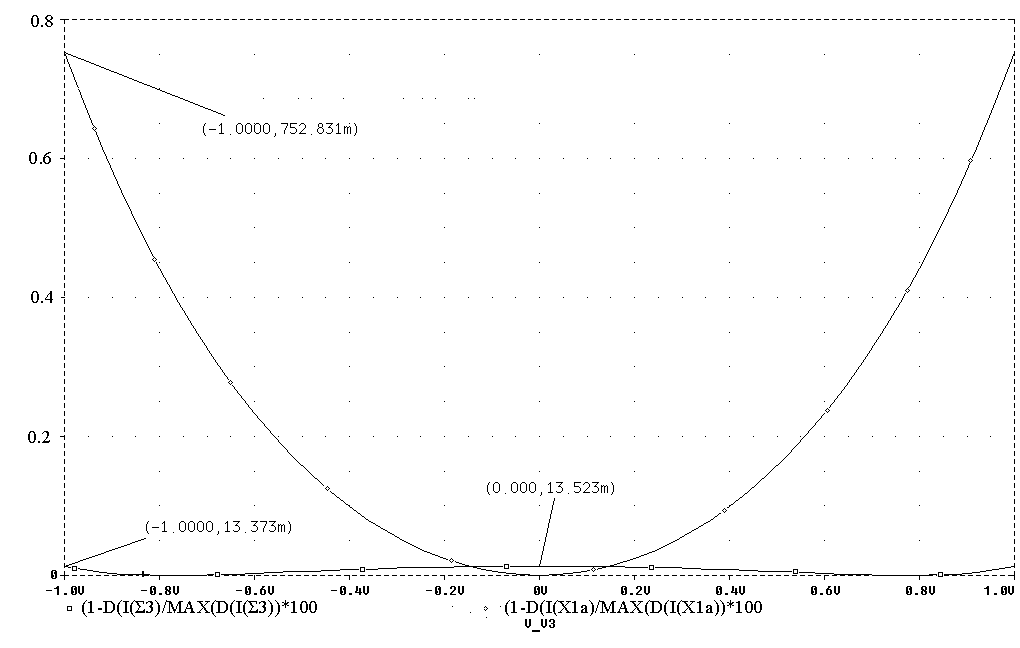 0.8
(-1.0000,752.831m)
0.6
0.4
0.2
(0.000,13.523m)
(-1.0000,13.373m)
0
-1.0V -0.8V -0.6V -0.4V -0.2V 0V 0.2V 0.4V 0.6V 0.8V 1.0V
(1-D(I(Σ3)/MAX(D(I(Σ3))*100 (1-D(I(X1a)/MAX(D(I(X1a))*100
V_V3